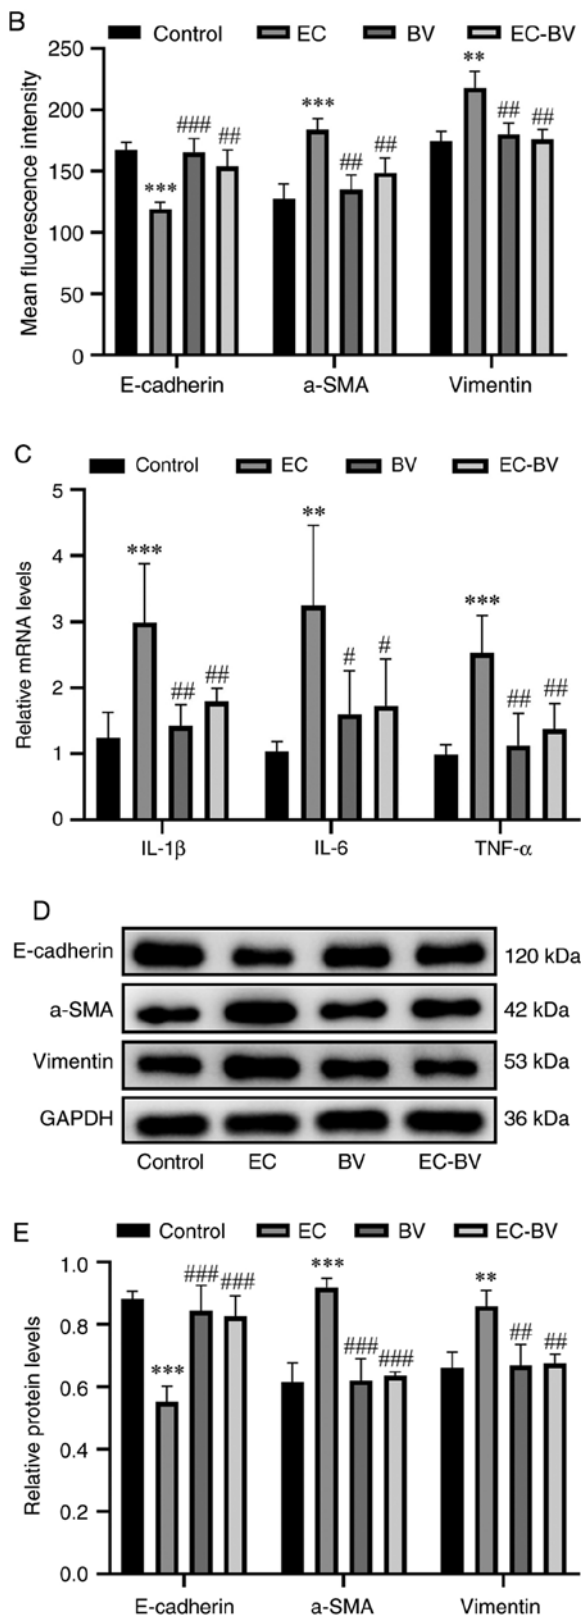 B
Control EC BV EC-BV
Mean fluorescence intensity
250
200
150
100
50
0
*** ### ## *** ## ## ** ## ##
E-cadherin a-SMA Vimentin
C
Control EC BV EC-BV
Relative mRNA levels
5
4
3
2
1
0
*** ## ## ** # # *** ## ##
IL-1β IL-6 TNF-α
D
E-cadherin 120 kDa
a-SMA 42 kDa
Vimentin 53 kDa
GAPDH 36 kDa
Control EC BV EC-BV
E
Control EC BV EC-BV
Relative protein levels
1.0
0.8
0.6
0.4
0.2
0.0
*** ### ### *** ### ### ** ## ##
E-cadherin a-SMA Vimentin